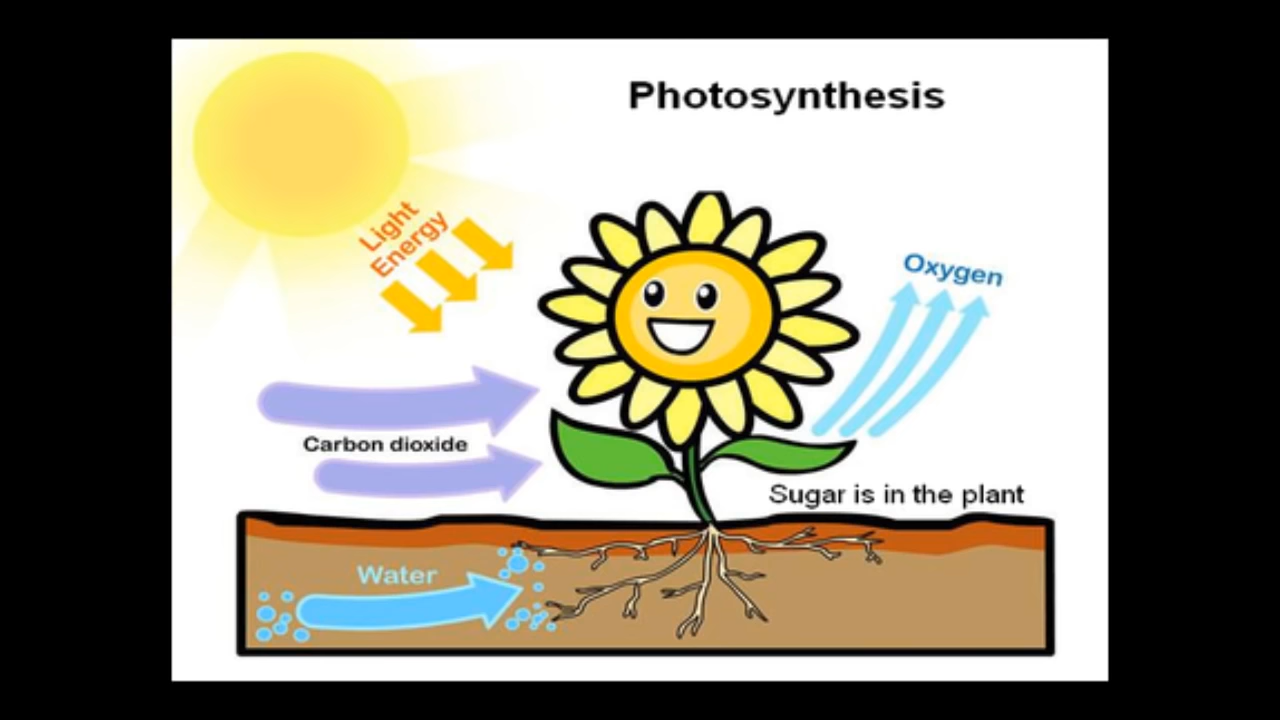 Photosynthesis
Light
Energy
Oxygen
Carbon dioxide
Sugar is in the plant
Water